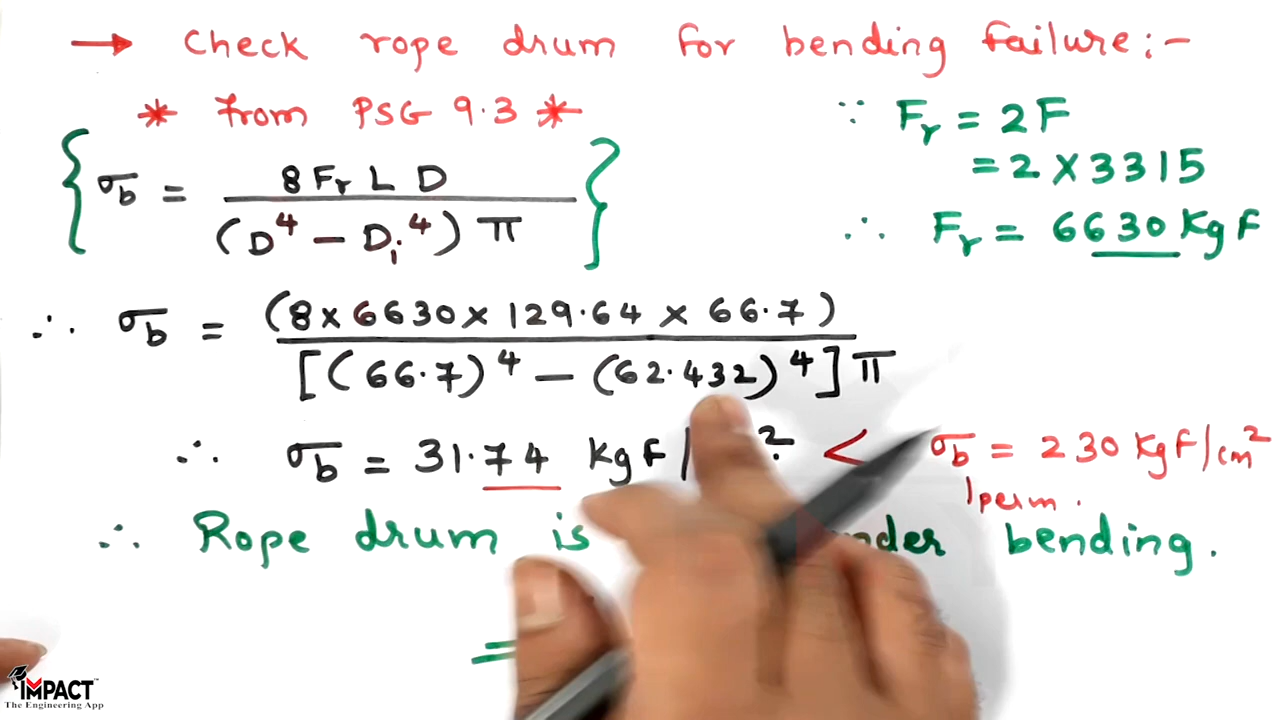 → Check rope drum for bending failure:-
* from PSG 9.3 *
σb = 8 Fr L D / (D⁴ - Di⁴) π
∵ Fr = 2F
= 2 × 3315
∴ Fr = 6630 KgF
∴ σb = (8 × 6630 × 129.64 × 66.7) / [(66.7)⁴ - (62.432)⁴] π
∴ σb = 31.74 KgF/ ² < σb = 230 KgF/cm²
perm.
∴ Rope drum is under bending.
IMPACT
The Engineering App